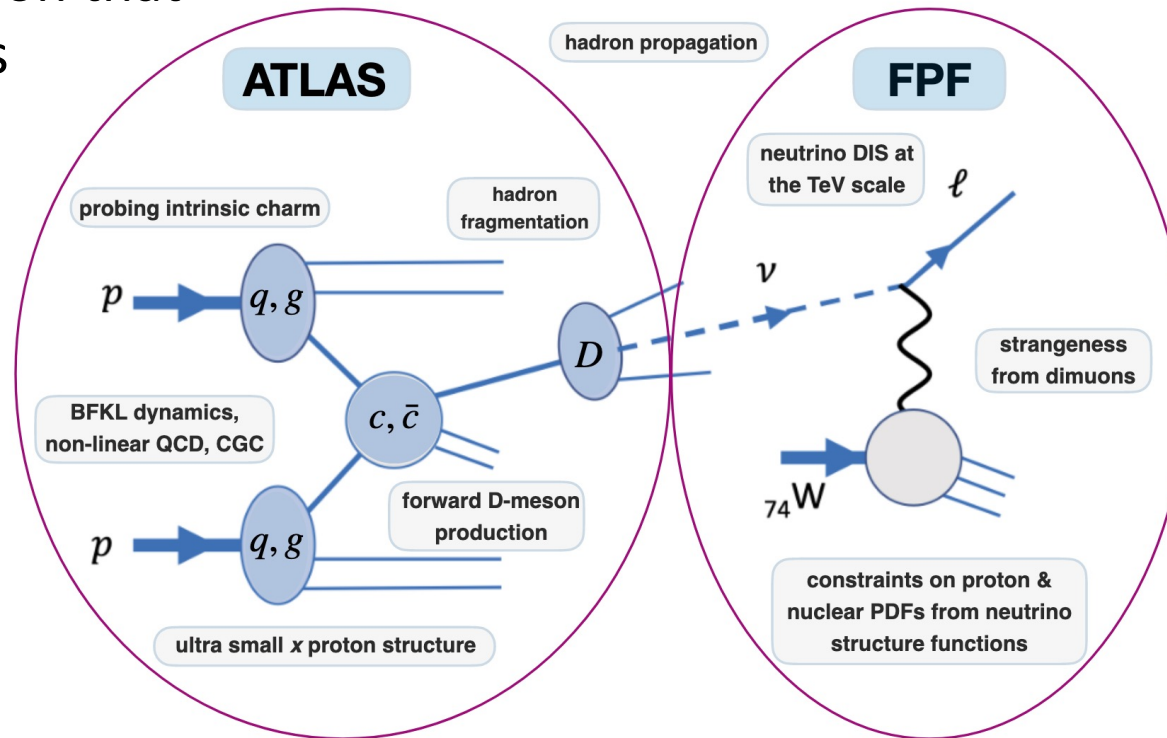 s
hadron propagation
ATLAS
FPF
neutrino DIS at
the TeV scale
ℓ
probing intrinsic charm
hadron
fragmentation
p
q, g
ν
D
strangeness
from dimuons
BFKL dynamics,
non-linear QCD, CGC
c, c̄
₇₄W
forward D-meson
production
p
q, g
constraints on proton &
nuclear PDFs from neutrino
structure functions
ultra small x proton structure